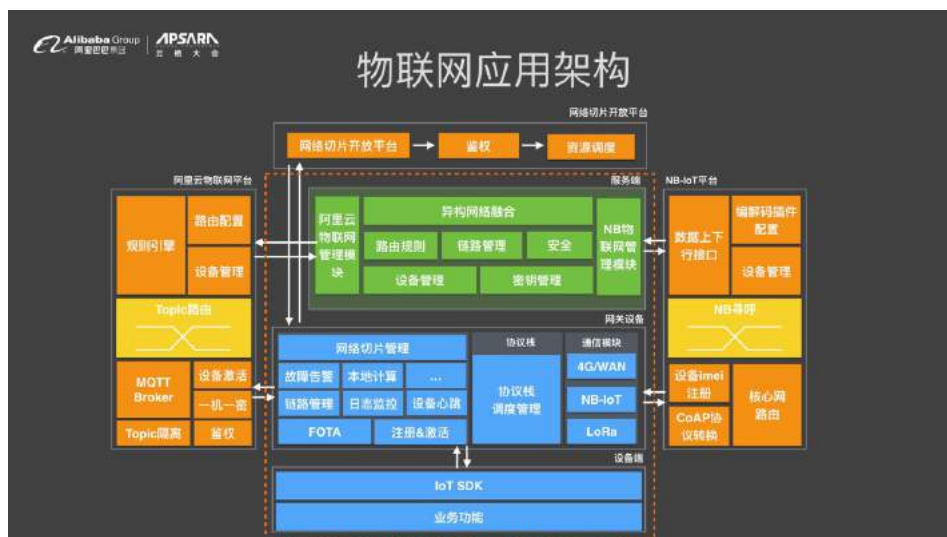 Alibaba Group
阿里巴巴集团
APSARA
云栖大会
物联网应用架构
网络切片开放平台
网络切片开放平台
鉴权
资源调度
阿里云物联网平台
服务端
NB-IoT平台
规则引擎
路由配置
设备管理
Topic路由
MQTT
Broker
设备激活
一机一密
Topic隔离
鉴权
阿里云
物联网
管理模
块
异构网络融合
路由规则
链路管理
安全
设备管理
密钥管理
NB物
联网管
理模块
数据上下
行接口
编解码插件
配置
设备管理
NB寻呼
设备imei
注册
CoAP协
议转换
核心网
路由
网关设备
网络切片管理
故障告警
本地计算
...
链路管理
日志监控
设备心跳
FOTA
注册&激活
协议栈
协议栈
调度管理
通信模块
4G/WAN
NB-IoT
LoRa
设备端
IoT SDK
业务功能